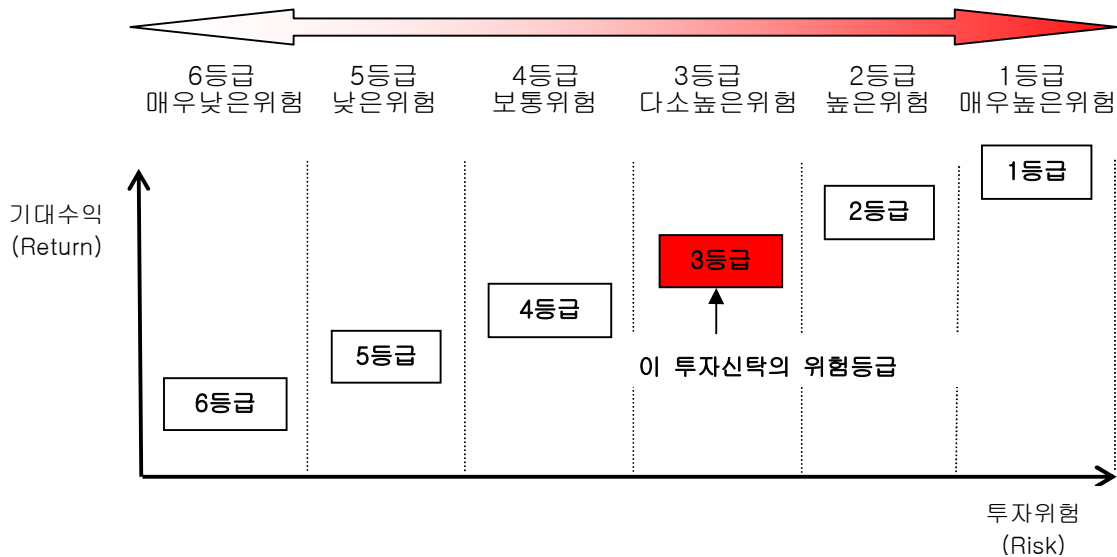 6등급 5등급 4등급 3등급 2등급 1등급
매우낮은위험 낮은위험 보통위험 다소높은위험 높은위험 매우높은위험
기대수익
(Return)
1등급
2등급
3등급
4등급
5등급
이 투자신탁의 위험등급
6등급
투자위험
(Risk)